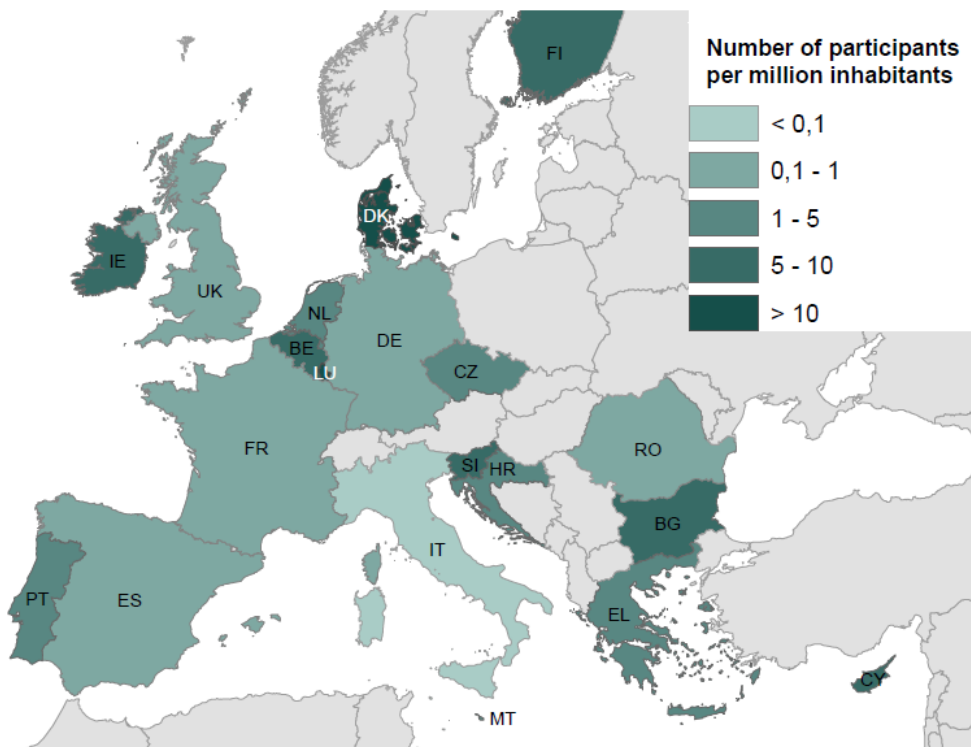 Number of participants
per million inhabitants
< 0,1
0,1 - 1
1 - 5
5 - 10
> 10
FI
DK
IE
UK
NL
BE
DE
LU
CZ
FR
RO
SI
HR
BG
IT
PT
ES
EL
CY
MT